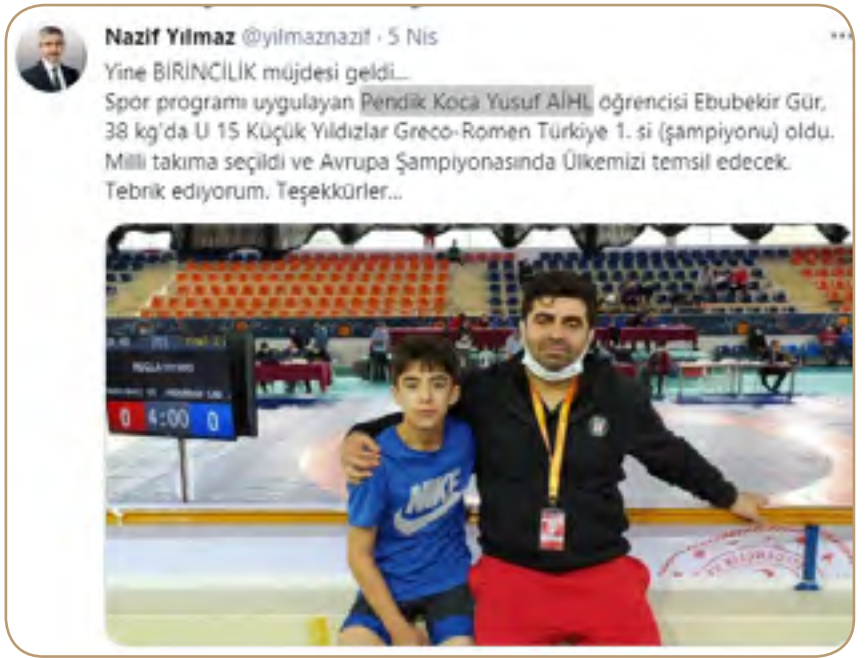 Nazif Yılmaz @yilmaznazif · 5 Nis
Yine BİRİNCİLİK müjdesi geldi...
Spor programı uygulayan Pendik Koca Yusuf AİHL öğrencisi Ebubekir Gür,
38 kg'da U 15 Küçük Yıldızlar Greco-Romen Türkiye 1. si (şampiyonu) oldu.
Milli takıma seçildi ve Avrupa Şampiyonasında Ülkemizi temsil edecek.
Tebrik ediyorum. Teşekkürler...
0 4:00 0
NIKE